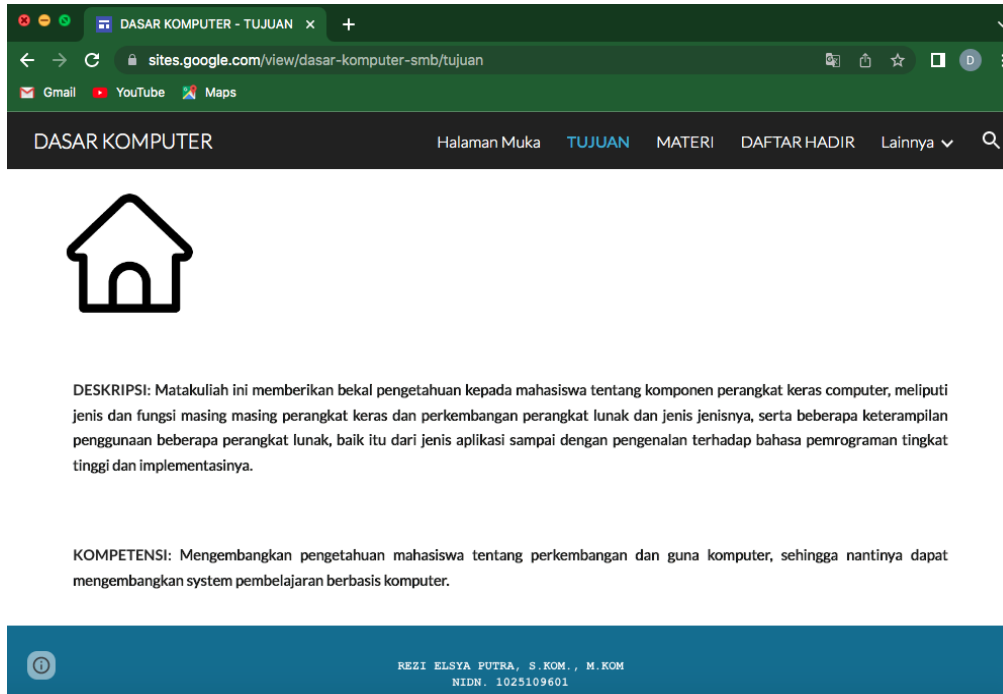 DASAR KOMPUTER - TUJUAN
sites.google.com/view/dasar-komputer-smb/tujuan
D
Gmail
YouTube
Maps
DASAR KOMPUTER
Halaman Muka
TUJUAN
MATERI
DAFTAR HADIR
Lainnya
DESKRIPSI: Matakuliah ini memberikan bekal pengetahuan kepada mahasiswa tentang komponen perangkat keras computer, meliputi
jenis dan fungsi masing masing perangkat keras dan perkembangan perangkat lunak dan jenis jenisnya, serta beberapa keterampilan
penggunaan beberapa perangkat lunak, baik itu dari jenis aplikasi sampai dengan pengenalan terhadap bahasa pemrograman tingkat
tinggi dan implementasinya.
KOMPETENSI: Mengembangkan pengetahuan mahasiswa tentang perkembangan dan guna komputer, sehingga nantinya dapat
mengembangkan system pembelajaran berbasis komputer.
REZI ELSYA PUTRA, S.KOM., M.KOM
NIDN. 1025109601